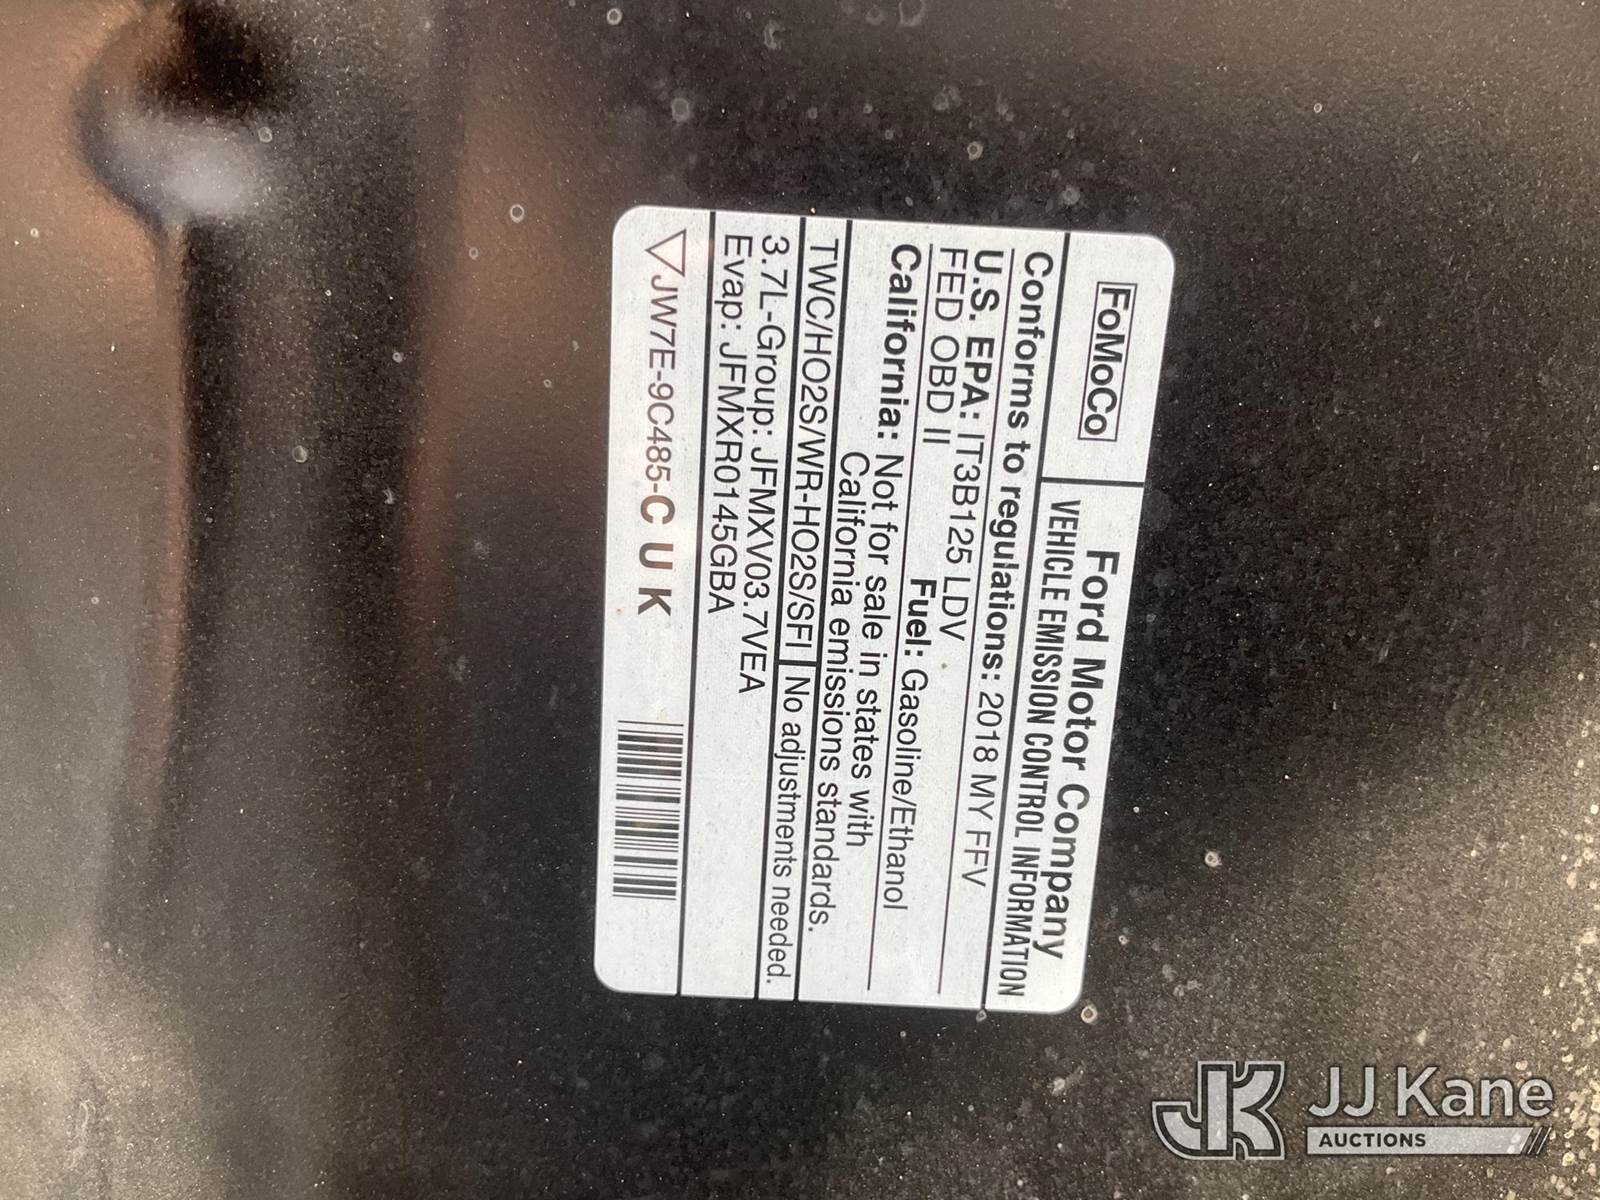 FoMoCo
Ford Motor Company
VEHICLE EMISSION CONTROL INFORMATION
Conforms to regulations: 2018 MY FFV
U.S. EPA: IT3B125 LDV
FED OBD II Fuel: Gasoline/Ethanol
California: Not for sale in states with
California emissions standards.
TWC/HO2S/WR-HO2S/SFI No adjustments needed.
3.7L-Group: JFMXV03.7VEA
Evap: JFMXR0145GBA
JW7E-9C485-C U K
JK JJ Kane
AUCTIONS